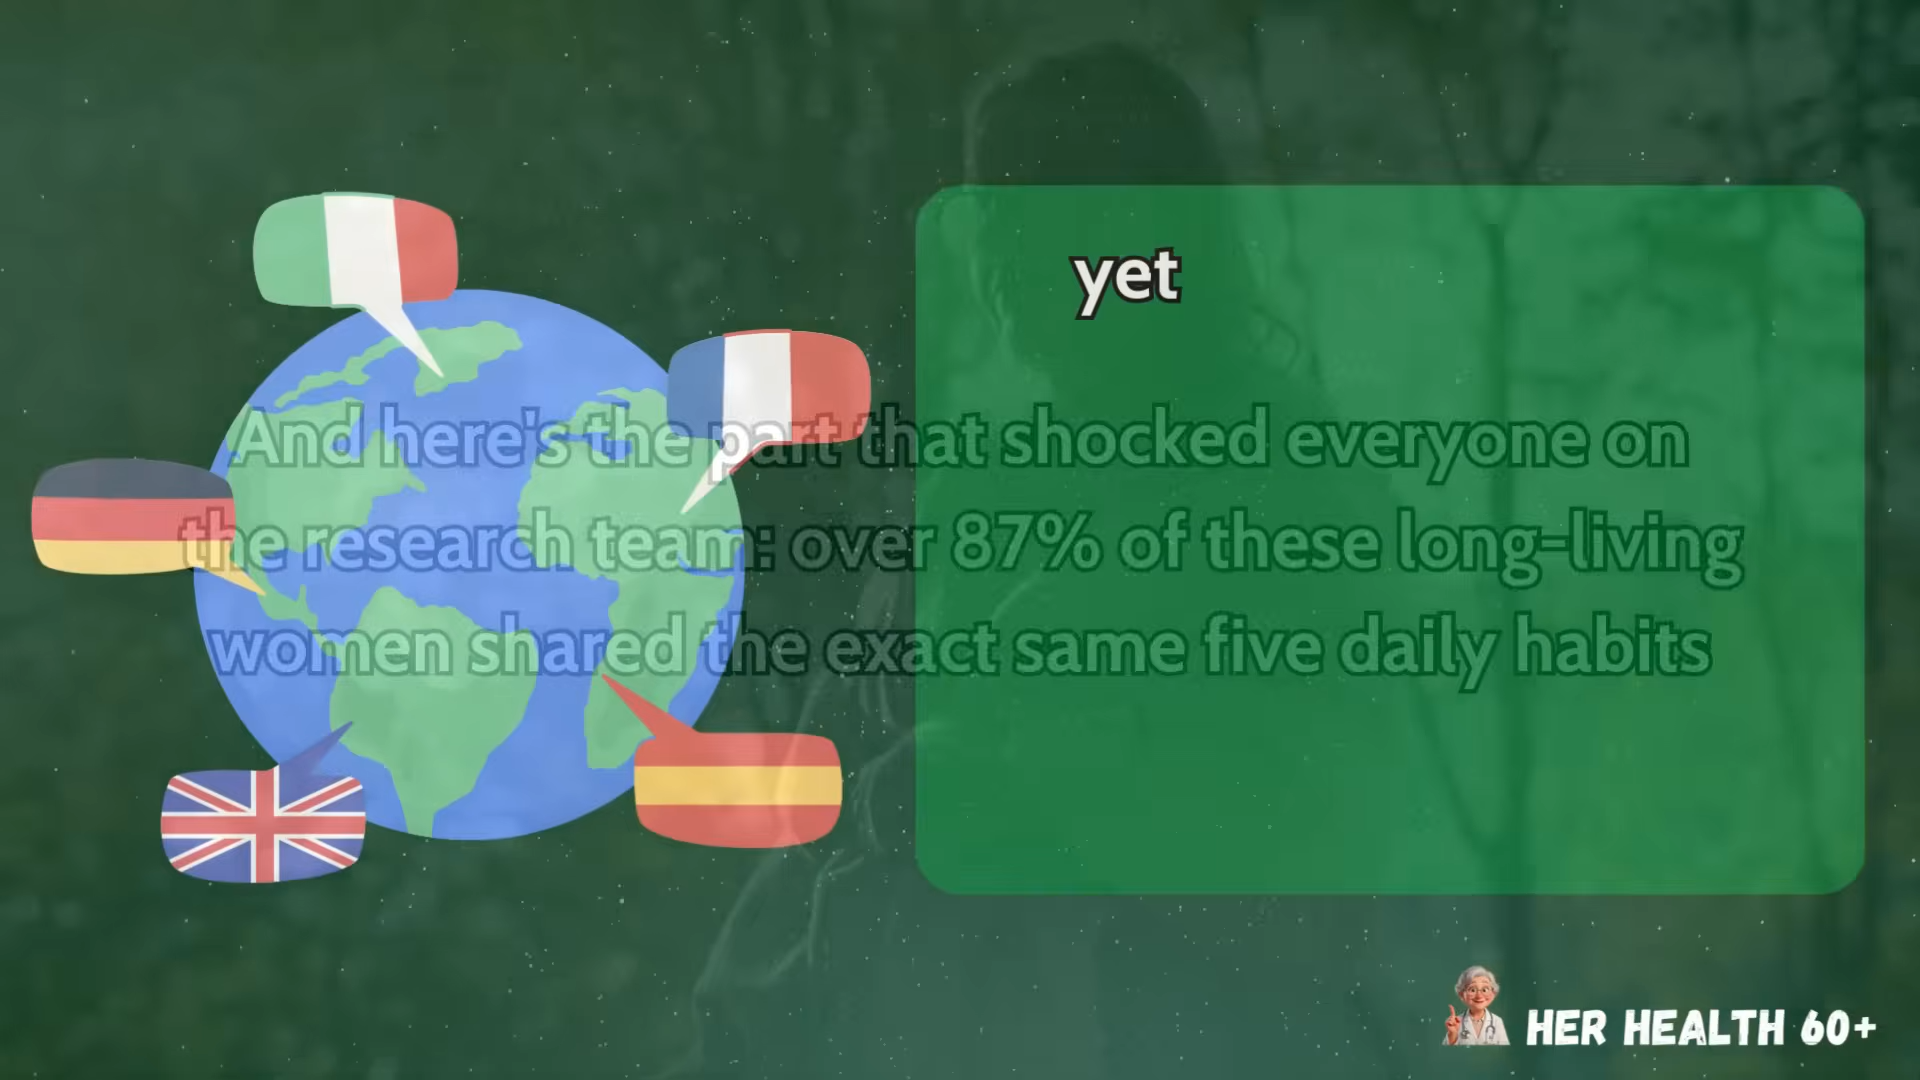 yet
And here's the part that shocked everyone on
the research team: over 87% of these long-living
women shared the exact same five daily habits
HER HEALTH 60+